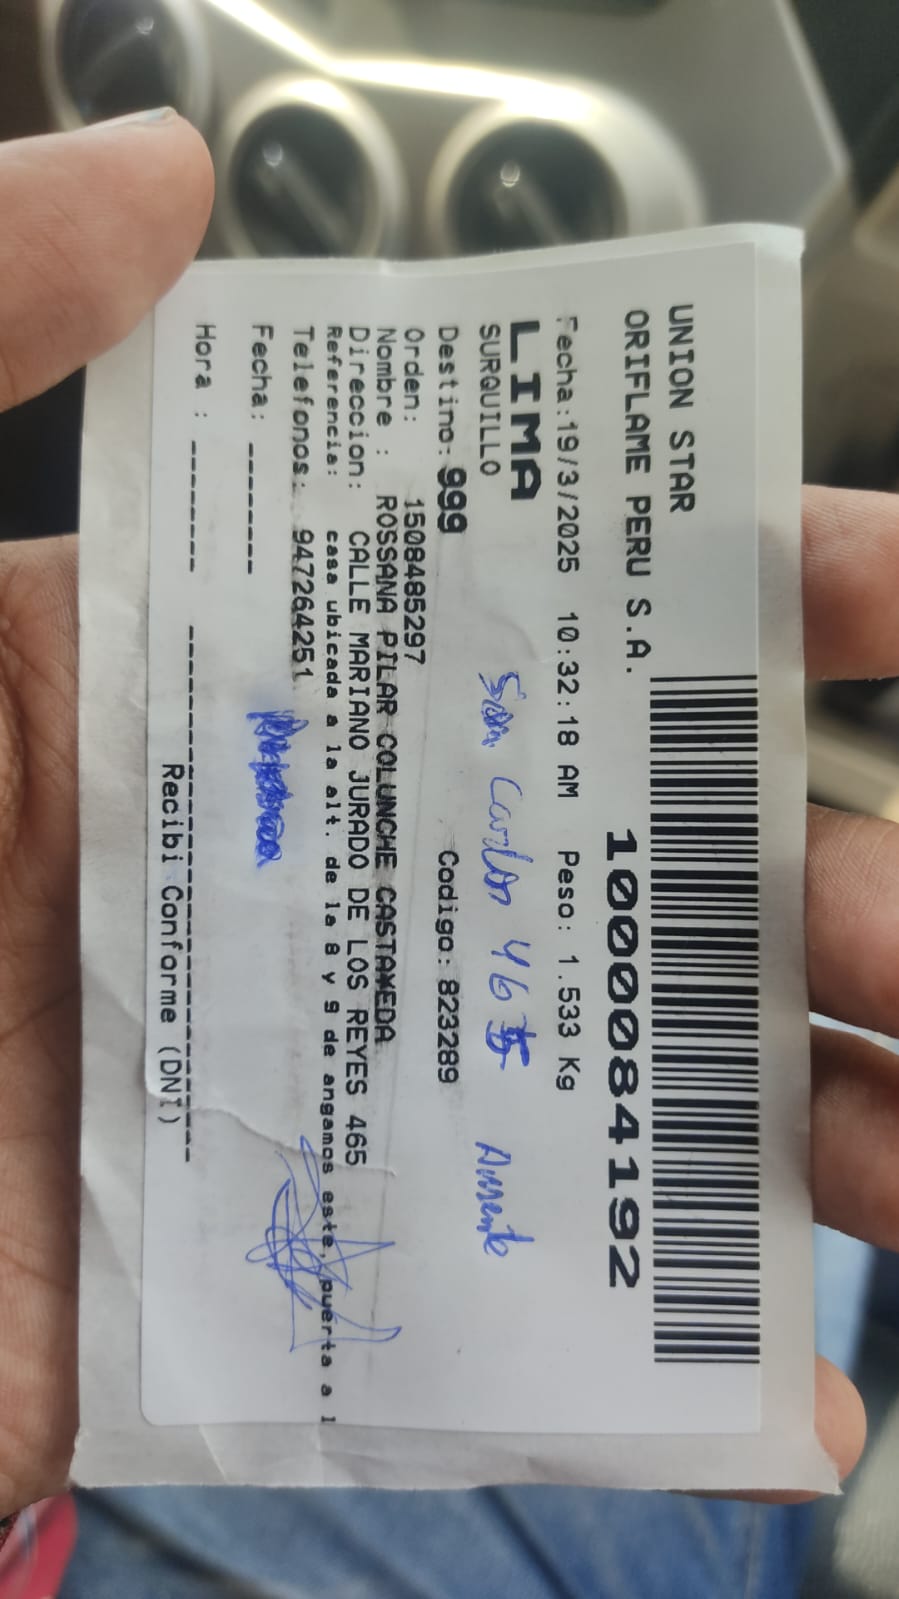 UNION STAR
ORIFLAME PERU S.A.
1000084192
Fecha:19/3/2025 10:32:18 AM Peso: 1.533 Kg
LIMA
SURQUILLO
San Carlos 465 Ausente
Destino: 999 Codigo: 823289
Orden: 150848529​7
Nombre : ROSSANA PILAR COLUNCHE CASTAÑEDA
Direccion: CALLE MARIANO JURADO DE LOS REYES 465
Referencia: casa ubicada a la alt. de la 8 y 9 de angamos este, puerta a l
Telefonos: 947264251
Fecha: -------
Hora : -------
Recibi Conforme (DNI)